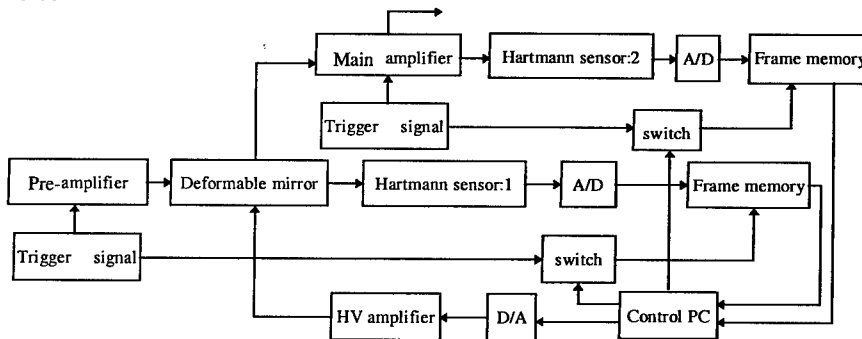 Main amplifier
Hartmann sensor:2
A/D
Frame memory
Trigger signal
switch
Pre-amplifier
Deformable mirror
Hartmann sensor:1
A/D
Frame memory
Trigger signal
switch
HV amplifier
D/A
Control PC